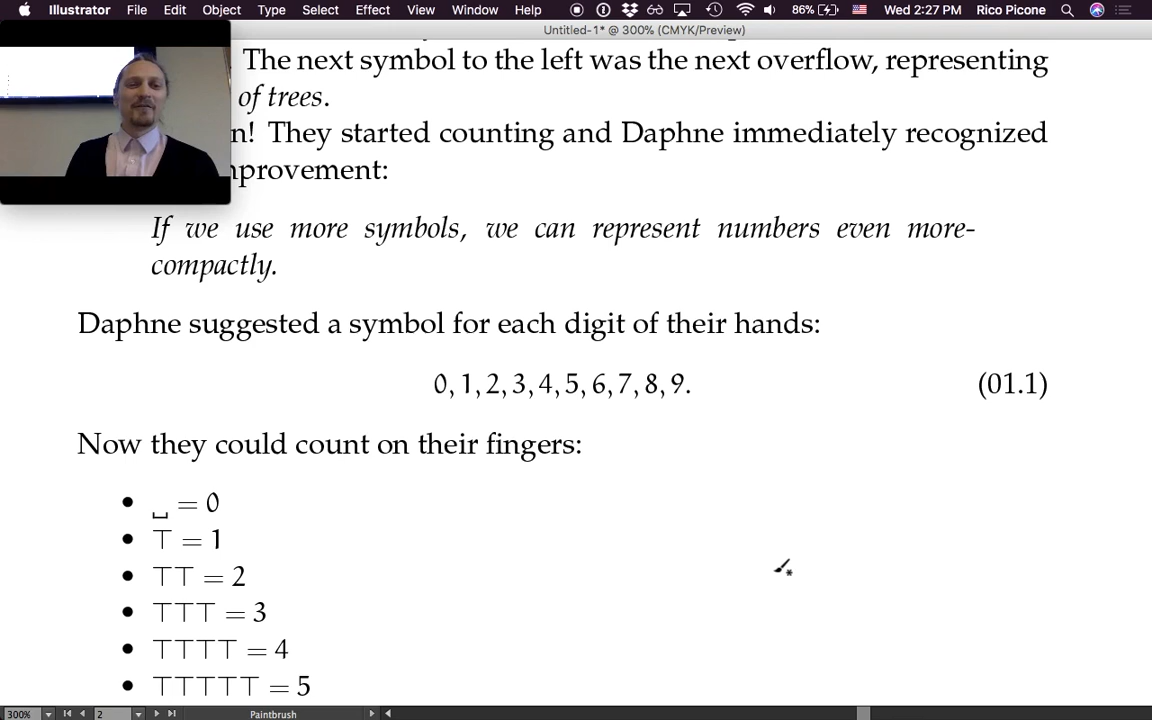 Illustrator File Edit Object Type Select Effect View Window Help 86% Wed 2:27 PM Rico Picone
Untitled-1* @ 300% (CMYK/Preview)
The next symbol to the left was the next overflow, representing
of trees.
n! They started counting and Daphne immediately recognized
nprovement:
If we use more symbols, we can represent numbers even more-
compactly.
Daphne suggested a symbol for each digit of their hands:
0, 1, 2, 3, 4, 5, 6, 7, 8, 9. (01.1)
Now they could count on their fingers:
• ␣ = 0
• ⊤ = 1
• ⊤⊤ = 2
• ⊤⊤⊤ = 3
• ⊤⊤⊤⊤ = 4
• ⊤⊤⊤⊤⊤ = 5
300% 2 Paintbrush